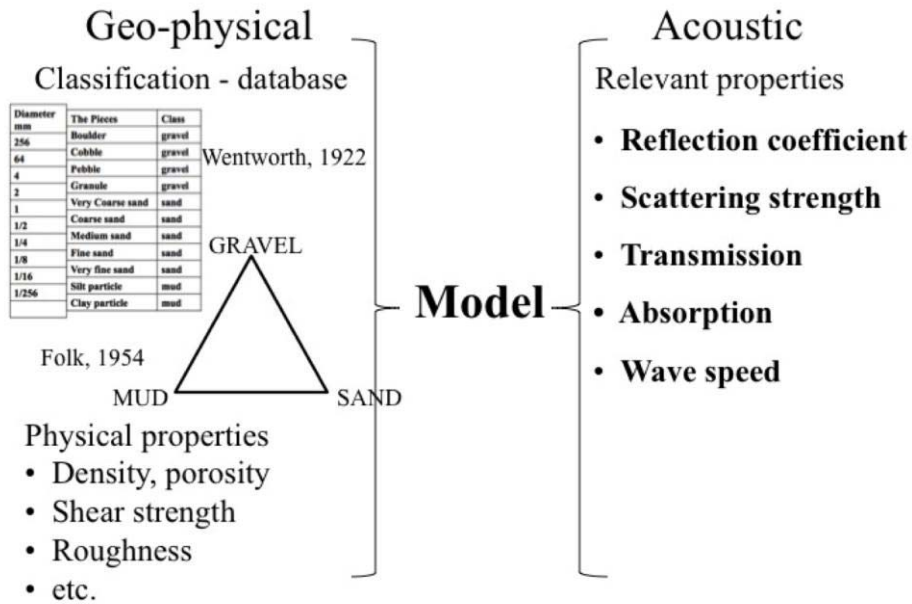 Geo-physical
Classification - database
Diameter mm
The Pieces
Class
256
Boulder
gravel
64
Cobble
gravel
4
Pebble
gravel
2
Granule
gravel
1
Very Coarse sand
sand
1/2
Coarse sand
sand
1/4
Medium sand
sand
1/8
Fine sand
sand
1/16
Very fine sand
sand
1/256
Silt particle
mud
Clay particle
mud
Wentworth, 1922
GRAVEL
Folk, 1954
MUD
SAND
Physical properties
• Density, porosity
• Shear strength
• Roughness
• etc.
Model
Acoustic
Relevant properties
• Reflection coefficient
• Scattering strength
• Transmission
• Absorption
• Wave speed